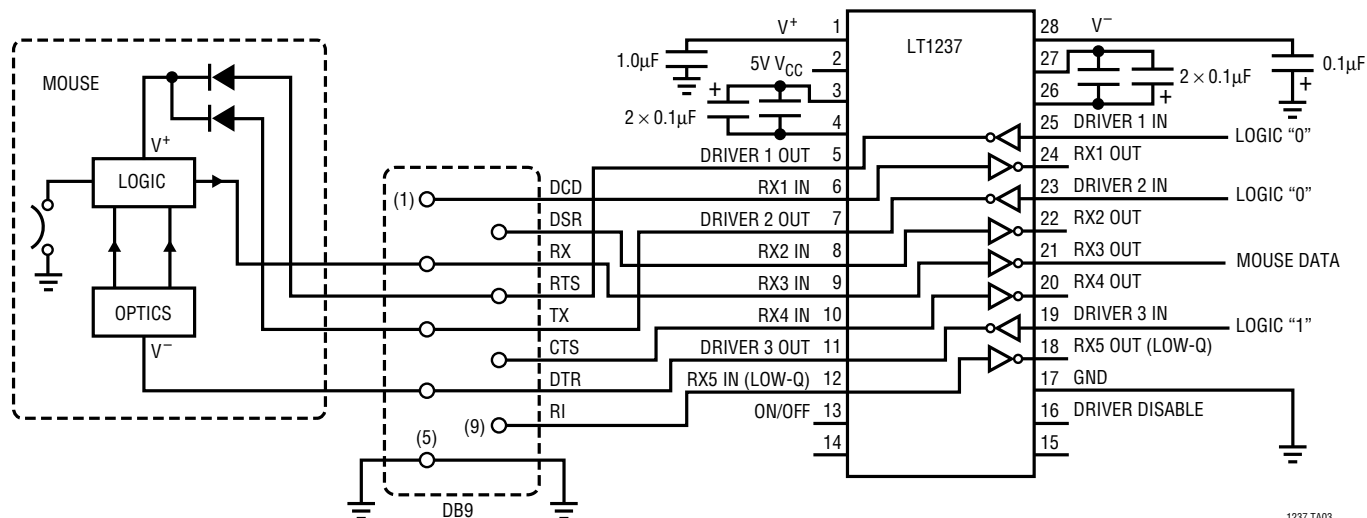 MOUSE
V+
LOGIC
OPTICS
V−
(1)
(5)
(9)
DB9
DCD
DSR
RX
RTS
TX
CTS
DTR
RI
1.0µF
5V VCC
+
2 × 0.1µF
V+ 1
2
3
4
DRIVER 1 OUT 5
RX1 IN 6
DRIVER 2 OUT 7
RX2 IN 8
RX3 IN 9
RX4 IN 10
DRIVER 3 OUT 11
RX5 IN (LOW-Q) 12
ON/OFF 13
14
LT1237
28 V−
27
26
25 DRIVER 1 IN
24 RX1 OUT
23 DRIVER 2 IN
22 RX2 OUT
21 RX3 OUT
20 RX4 OUT
19 DRIVER 3 IN
18 RX5 OUT (LOW-Q)
17 GND
16 DRIVER DISABLE
15
2 × 0.1µF
+
0.1µF
+
LOGIC “0”
LOGIC “0”
MOUSE DATA
LOGIC “1”
1237 TA03